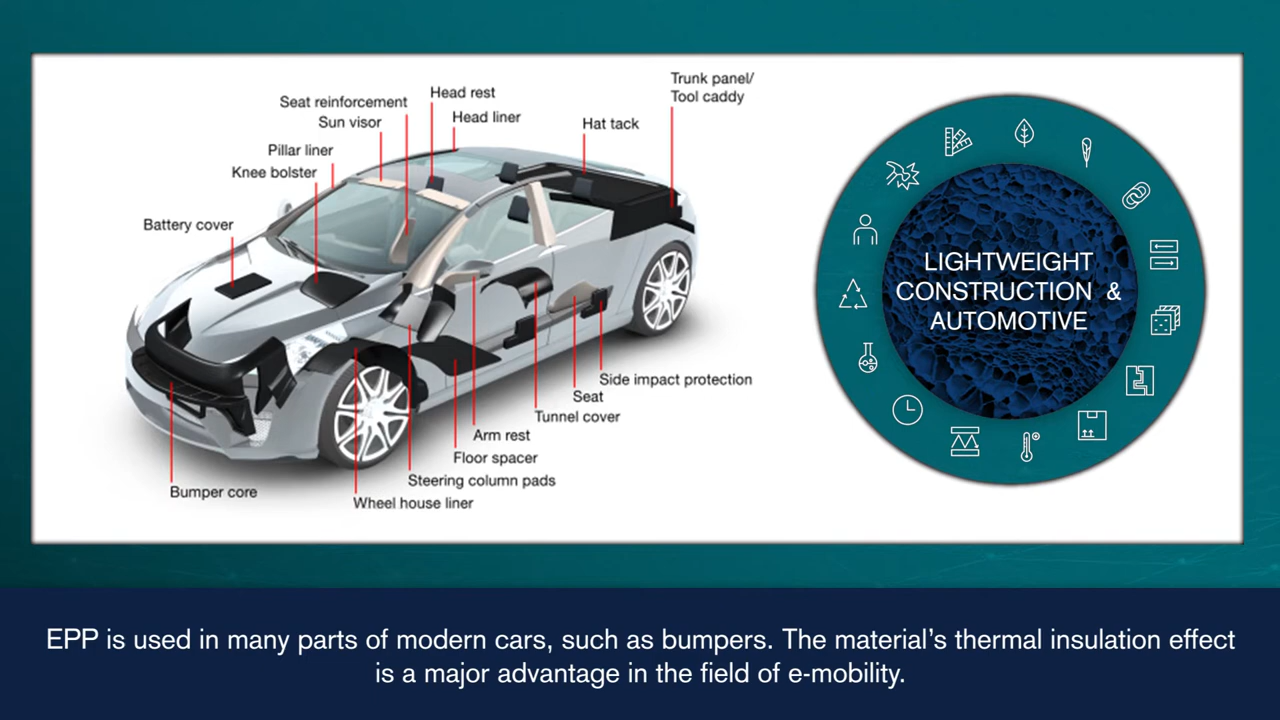 Trunk panel/
Tool caddy
Head rest
Seat reinforcement
Head liner
Sun visor
Hat tack
Pillar liner
Knee bolster
Battery cover
Side impact protection
Seat
Tunnel cover
Arm rest
Floor spacer
Steering column pads
Bumper core
Wheel house liner
LIGHTWEIGHT
CONSTRUCTION &
AUTOMOTIVE
EPP is used in many parts of modern cars, such as bumpers. The material’s thermal insulation effect
is a major advantage in the field of e-mobility.